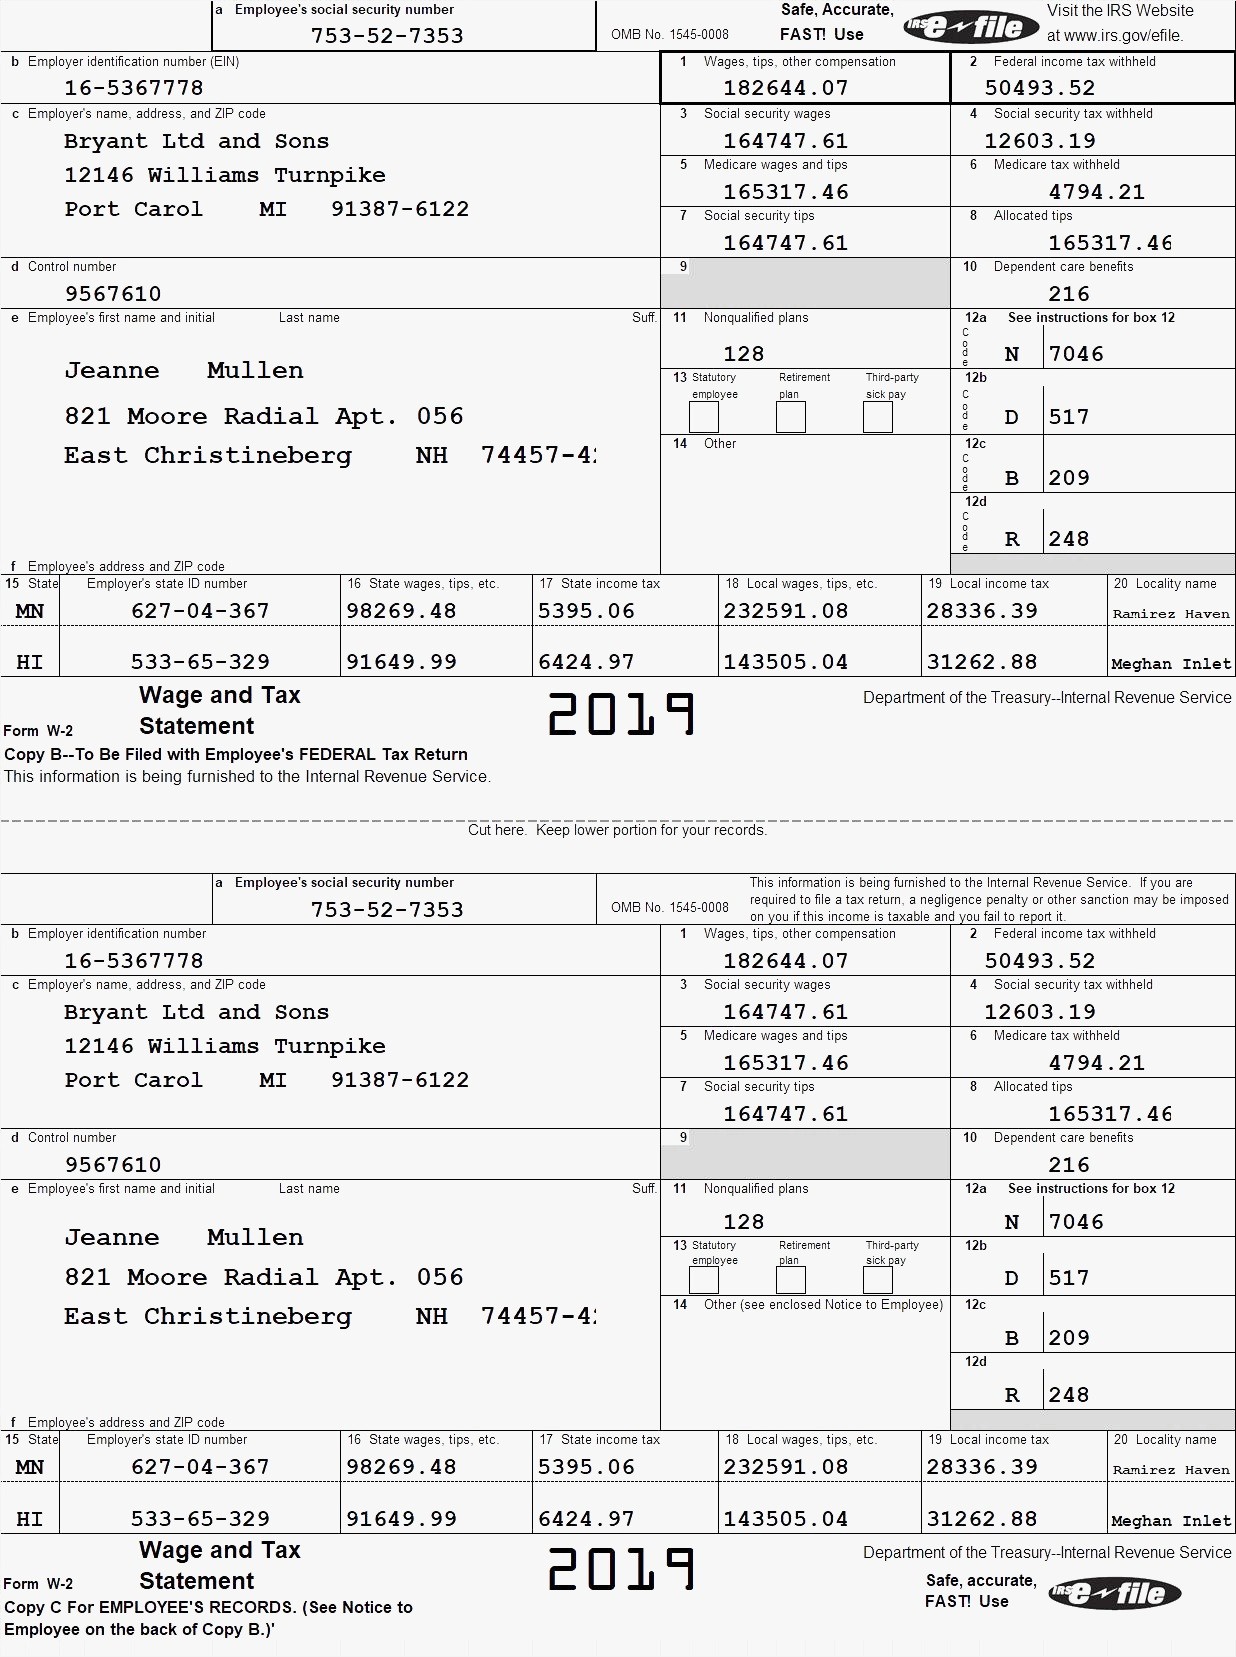 a Employee's social security number
753-52-7353
OMB No. 1545-0008
Safe, Accurate,
FAST! Use
IRS e-file
Visit the IRS Website
at www.irs.gov/efile.
b Employer identification number (EIN)
16-5367778
1 Wages, tips, other compensation
182644.07
2 Federal income tax withheld
50493.52
c Employer's name, address, and ZIP code
Bryant Ltd and Sons
12146 Williams Turnpike
Port Carol MI 91387-6122
3 Social security wages
164747.61
4 Social security tax withheld
12603.19
5 Medicare wages and tips
165317.46
6 Medicare tax withheld
4794.21
7 Social security tips
164747.61
8 Allocated tips
165317.46
d Control number
9567610
9
10 Dependent care benefits
216
e Employee's first name and initial Last name Suff.
Jeanne Mullen
821 Moore Radial Apt. 056
East Christineberg NH
f Employee's address and ZIP code
11 Nonqualified plans
128
12a See instructions for box 12
Code N 7046
13 Statutory employee Retirement plan Third-party sick pay
12b
Code D 517
14 Other
12c
Code B 209
12d
Code R 248
15 State Employer's state ID number 16 State wages, tips, etc. 17 State income tax 18 Local wages, tips, etc. 19 Local income tax 20 Locality name
MN 627-04-367 98269.48 5395.06 232591.08 28336.39 Ramirez Haven
HI 533-65-329 91649.99 6424.97 143505.04 31262.88 Meghan Inlet
Form W-2 Wage and Tax Statement
2019
Department of the Treasury--Internal Revenue Service
Copy B--To Be Filed with Employee's FEDERAL Tax Return
This information is being furnished to the Internal Revenue Service.
Cut here. Keep lower portion for your records.
a Employee's social security number
753-52-7353
OMB No. 1545-0008
This information is being furnished to the Internal Revenue Service. If you are
required to file a tax return, a negligence penalty or other sanction may be imposed
on you if this income is taxable and you fail to report it.
b Employer identification number
16-5367778
1 Wages, tips, other compensation
182644.07
2 Federal income tax withheld
50493.52
c Employer's name, address, and ZIP code
Bryant Ltd and Sons
12146 Williams Turnpike
Port Carol MI 91387-6122
3 Social security wages
164747.61
4 Social security tax withheld
12603.19
5 Medicare wages and tips
165317.46
6 Medicare tax withheld
4794.21
7 Social security tips
164747.61
8 Allocated tips
165317.46
d Control number
9567610
9
10 Dependent care benefits
216
e Employee's first name and initial Last name Suff.
Jeanne Mullen
821 Moore Radial Apt. 056
East Christineberg NH
f Employee's address and ZIP code
11 Nonqualified plans
128
12a See instructions for box 12
N 7046
13 Statutory employee Retirement plan Third-party sick pay
12b
D 517
14 Other (see enclosed Notice to Employee)
12c
B 209
12d
R 248
15 State Employer's state ID number 16 State wages, tips, etc. 17 State income tax 18 Local wages, tips, etc. 19 Local income tax 20 Locality name
MN 627-04-367 98269.48 5395.06 232591.08 28336.39 Ramirez Haven
HI 533-65-329 91649.99 6424.97 143505.04 31262.88 Meghan Inlet
Form W-2 Wage and Tax Statement
2019
Department of the Treasury--Internal Revenue Service
Safe, accurate,
FAST! Use
IRS e-file
Copy C For EMPLOYEE'S RECORDS. (See Notice to
Employee on the back of Copy B.)'